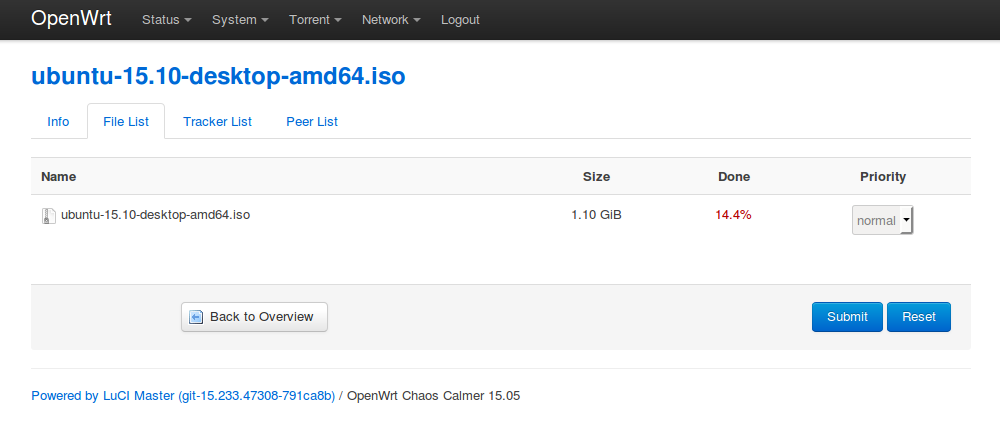 OpenWrt Status System Torrent Network Logout
ubuntu-15.10-desktop-amd64.iso
Info File List Tracker List Peer List
Name Size Done Priority
ubuntu-15.10-desktop-amd64.iso 1.10 GiB 14.4% normal
Back to Overview Submit Reset
Powered by LuCI Master (git-15.233.47308-791ca8b) / OpenWrt Chaos Calmer 15.05